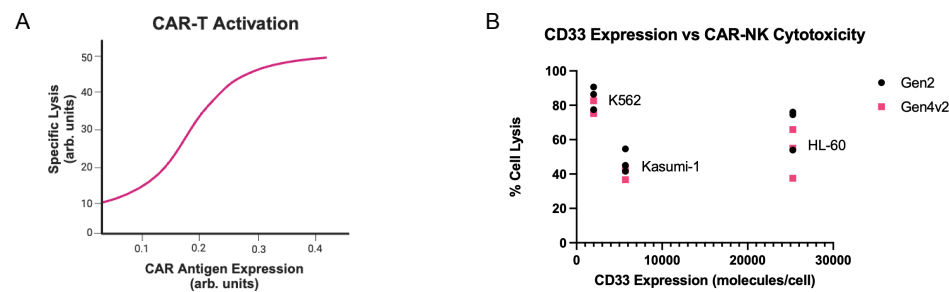 A
CAR-T Activation
50
40
30
20
10
0
0.1
0.2
0.3
0.4
Specific Lysis
(arb. units)
CAR Antigen Expression
(arb. units)
B
CD33 Expression vs CAR-NK Cytotoxicity
100
80
60
40
20
0
0
10000
20000
30000
% Cell Lysis
CD33 Expression (molecules/cell)
K562
Kasumi-1
HL-60
Gen2
Gen4v2